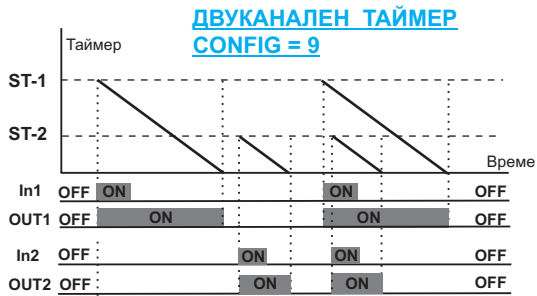 ДВУКАНАЛЕН ТАЙМЕР
CONFIG = 9
Таймер
ST-1
ST-2
Време
In1 OFF ON ON OFF
OUT1 OFF ON ON OFF
In2 OFF ON ON OFF
OUT2 OFF ON ON OFF